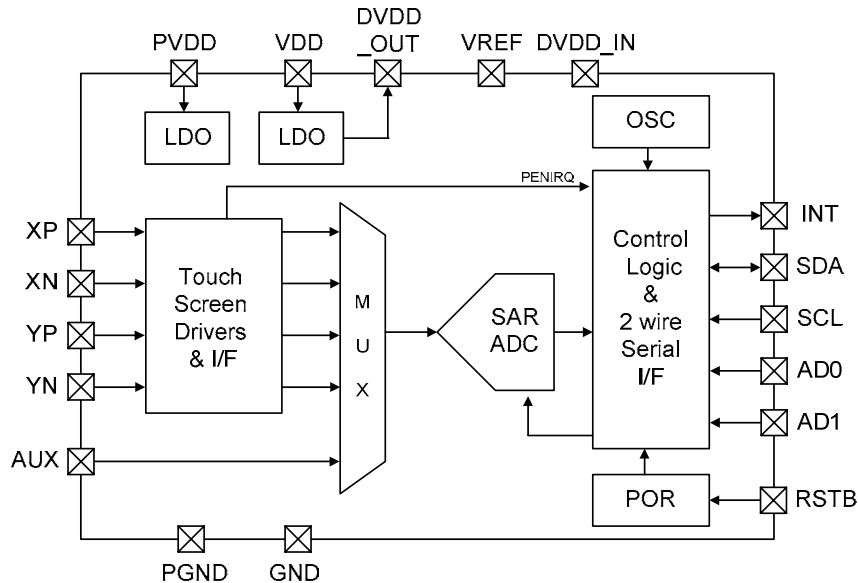 DVDD
PVDD VDD _OUT VREF DVDD_IN
LDO LDO OSC
PENIRQ
XP INT
XN SDA
YP SCL
YN AD0
AUX AD1
RSTB
Touch
Screen
Drivers
& I/F
M
U
X
SAR
ADC
Control
Logic
&
2 wire
Serial
I/F
POR
PGND GND